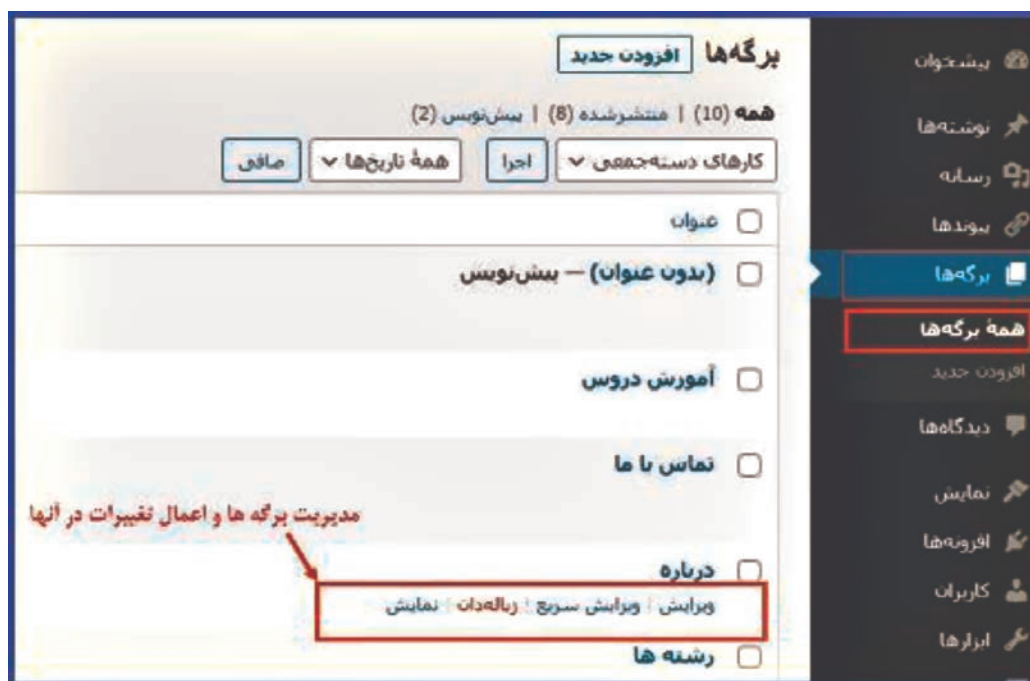 پیشخوان
نوشته‌ها
رسانه
پیوندها
برگه‌ها
همهٔ برگه‌ها
افزودن جدید
دیدگاه‌ها
نمایش
افزونه‌ها
کاربران
ابزارها
برگه‌ها افزودن جدید
همه (10) | منتشرشده (8) | پیش‌نویس (2)
کارهای دسته‌جمعی اجرا همهٔ تاریخ‌ها صافی
عنوان
(بدون عنوان) — پیش‌نویس
آموزش دروس
تماس با ما
مدیریت برگه ها و اعمال تغییرات در آنها
درباره
ویرایش | ویرایش سریع | زباله‌دان | نمایش
رشته ها